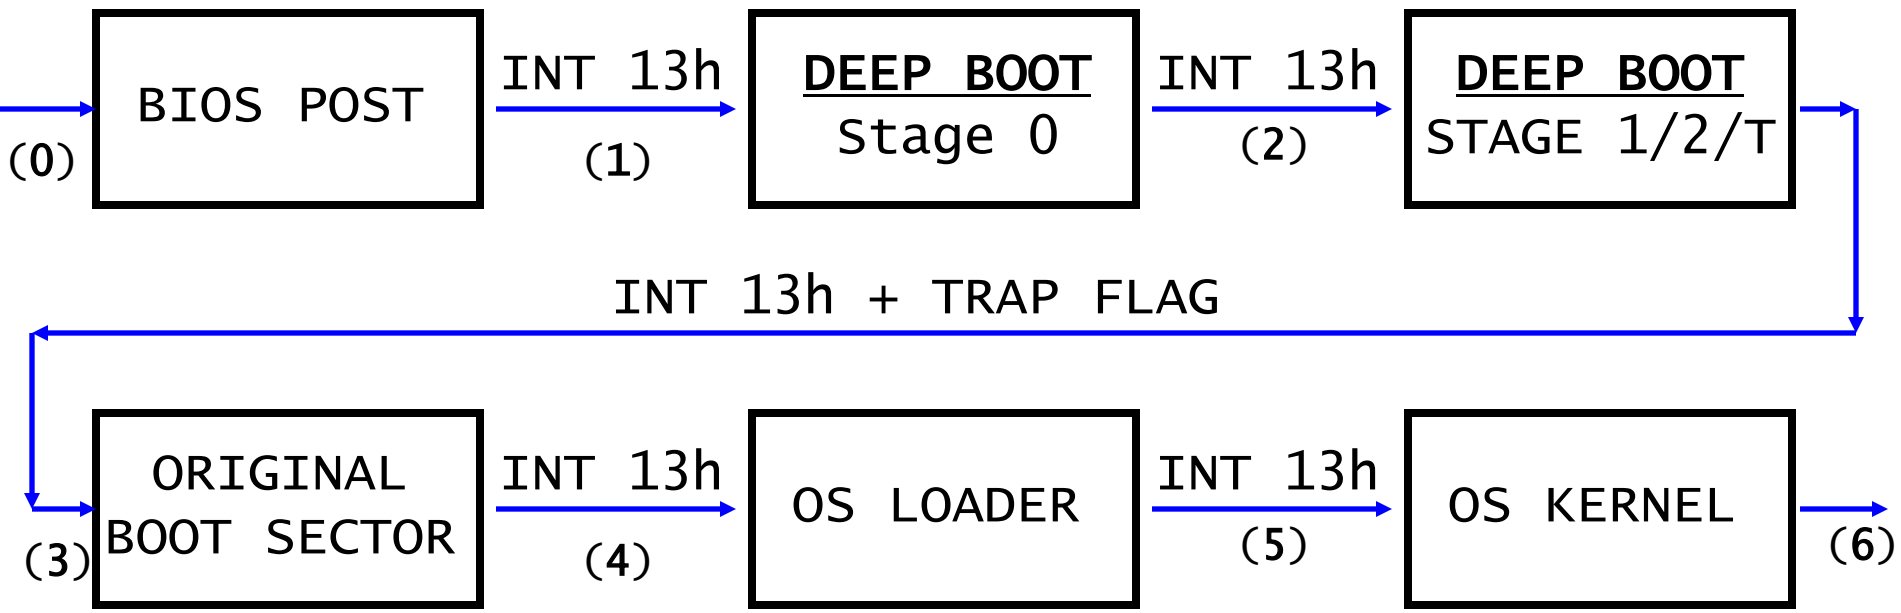 BIOS POST
(0)
INT 13h
(1)
DEEP BOOT
Stage 0
INT 13h
(2)
DEEP BOOT
STAGE 1/2/T
INT 13h + TRAP FLAG
(3)
ORIGINAL
BOOT SECTOR
INT 13h
(4)
OS LOADER
INT 13h
(5)
OS KERNEL
(6)